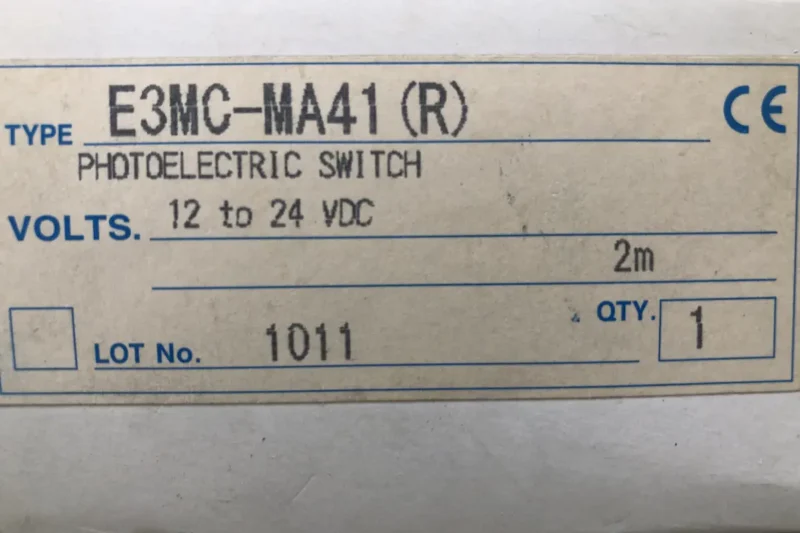 TYPE E3MC-MA41(R) CE
PHOTOELECTRIC SWITCH
VOLTS. 12 to 24 VDC
2m
LOT No. 1011 QTY. 1